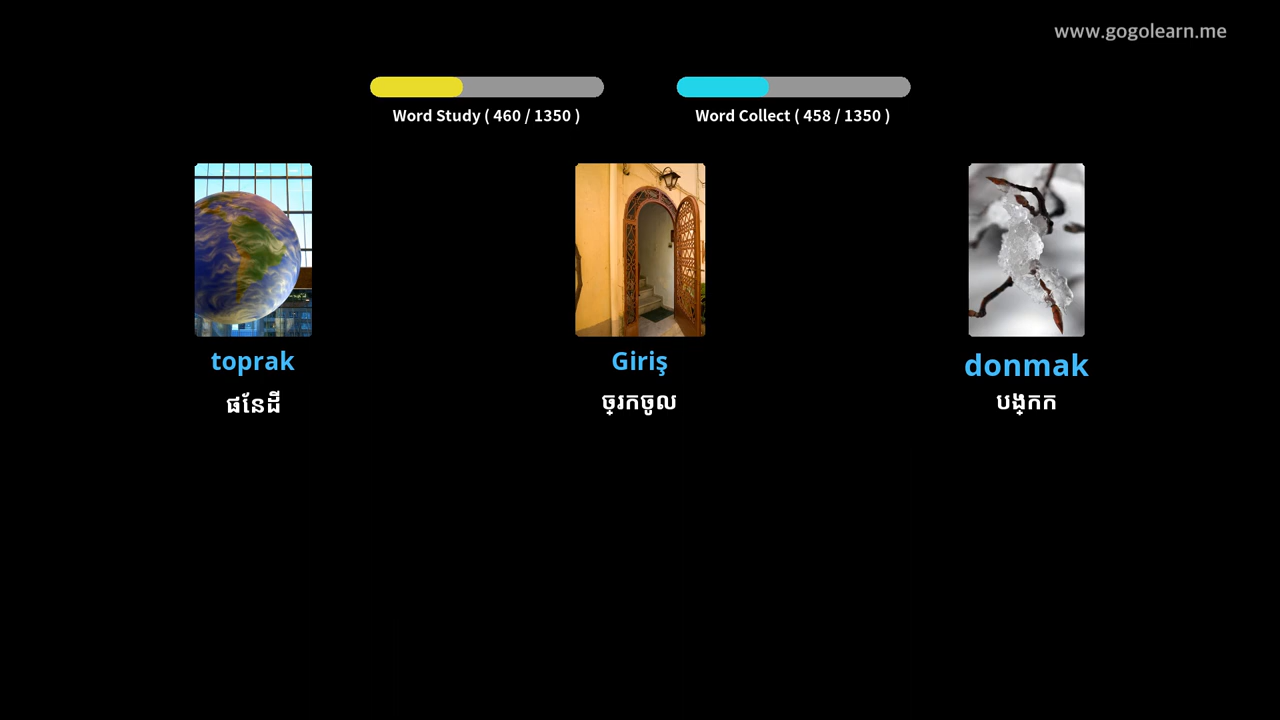 www.gogolearn.me
Word Study ( 460 / 1350 )
Word Collect ( 458 / 1350 )
toprak
Giriş
donmak
ផែនដី
ច្រកចូល
បង្កក